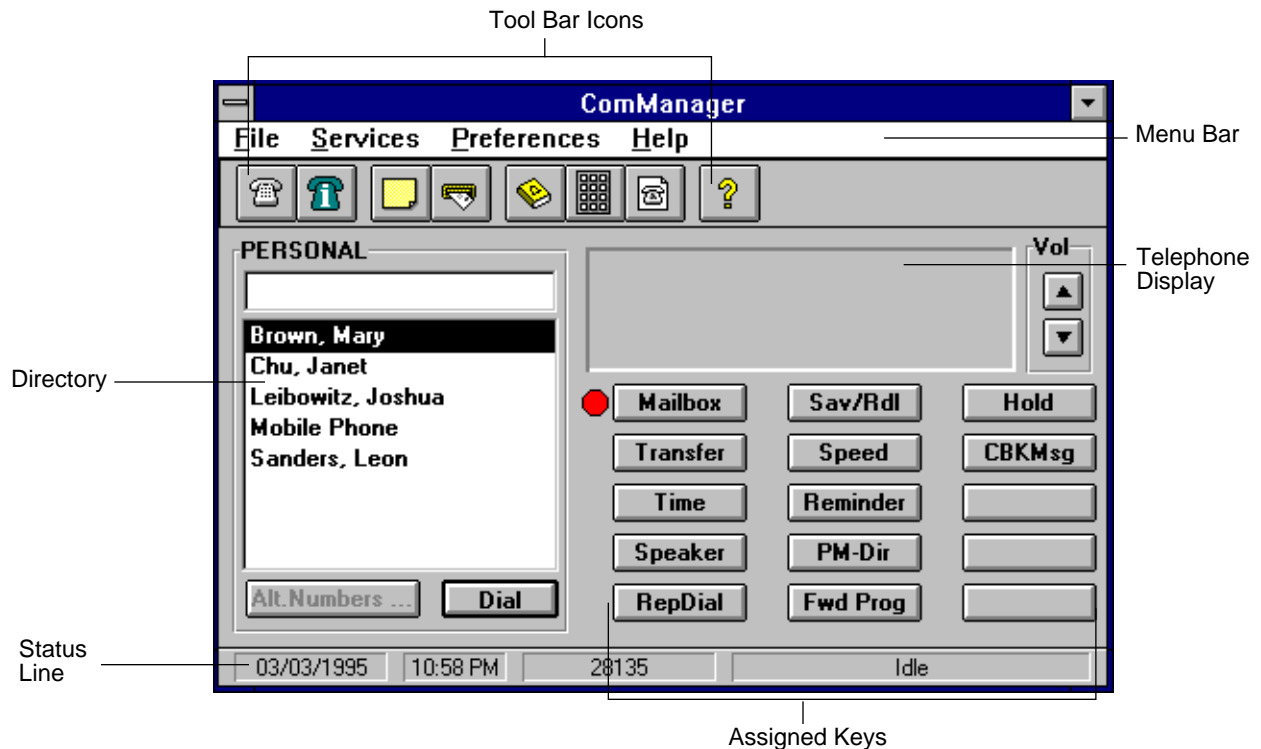 Tool Bar Icons
ComManager
File Services Preferences Help
Menu Bar
PERSONAL
Vol
Telephone
Display
Directory
Brown, Mary
Chu, Janet
Leibowitz, Joshua
Mobile Phone
Sanders, Leon
Alt.Numbers ...
Dial
Mailbox Sav/Rdl Hold
Transfer Speed CBKMsg
Time Reminder
Speaker PM-Dir
RepDial Fwd Prog
Status
Line
03/03/1995 10:58 PM 28135 Idle
Assigned Keys